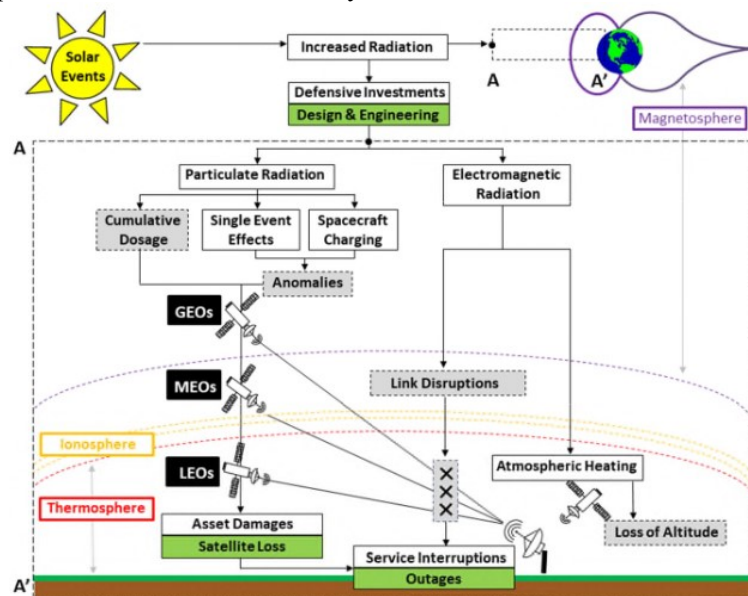 Solar
Events
Increased Radiation
A
A'
Defensive Investments
Design & Engineering
Magnetosphere
A
Particulate Radiation
Electromagnetic
Radiation
Cumulative
Dosage
Single Event
Effects
Spacecraft
Charging
Anomalies
GEOs
MEOs
Link Disruptions
Ionosphere
LEOs
Atmospheric Heating
Thermosphere
Asset Damages
Satellite Loss
Loss of Altitude
Service Interruptions
Outages
A'